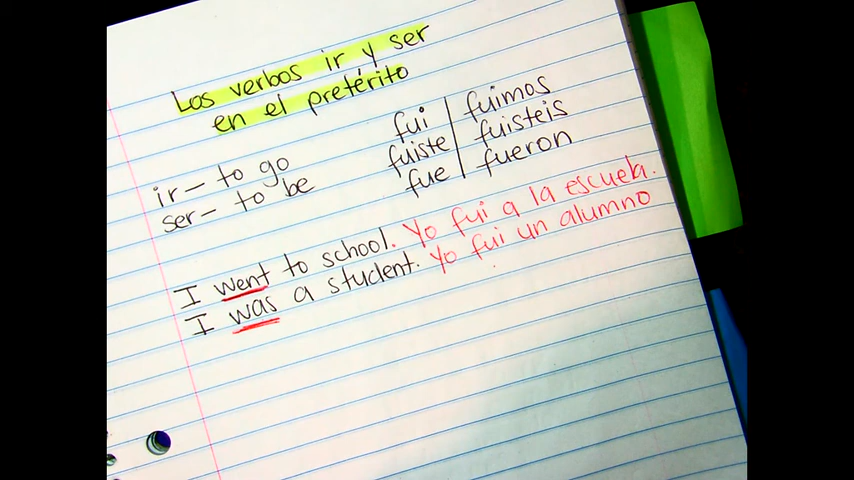 Los verbos ir y ser
en el pretérito
ir – to go
ser – to be
fui | fuimos
fuiste | fuisteis
fue | fueron
I went to school. Yo fui a la escuela.
I was a student. Yo fui un alumno